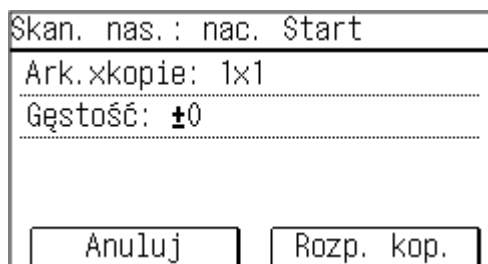 Skan. nas.: nac. Start
Ark.xkopie: 1x1
Gęstość: ±0
Anuluj
Rozp. kop.